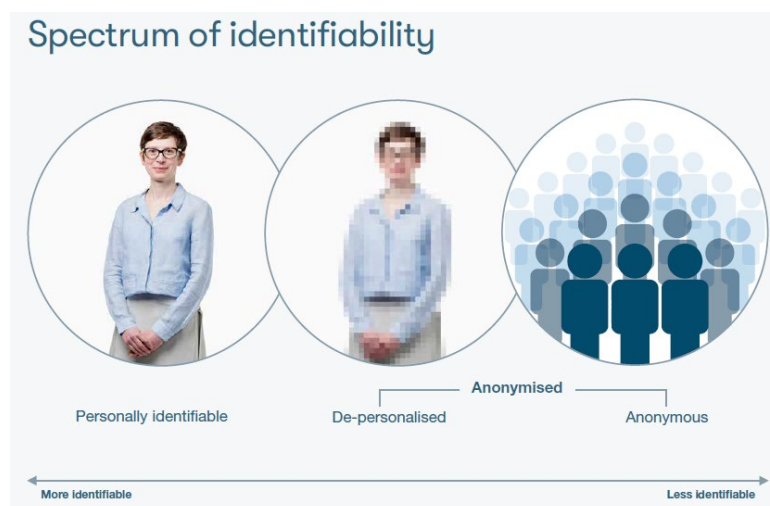 Spectrum of identifiability
Anonymised
Personally identifiable
De-personalised
Anonymous
More identifiable
Less identifiable